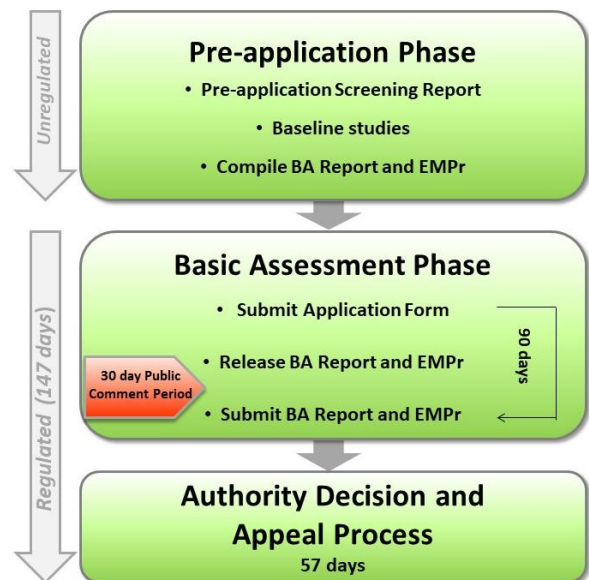 Unregulated
Pre-application Phase
• Pre-application Screening Report
• Baseline studies
• Compile BA Report and EMPr
Regulated (147 days)
Basic Assessment Phase
• Submit Application Form
90 days
30 day Public
Comment Period
• Release BA Report and EMPr
• Submit BA Report and EMPr
Authority Decision and
Appeal Process
57 days